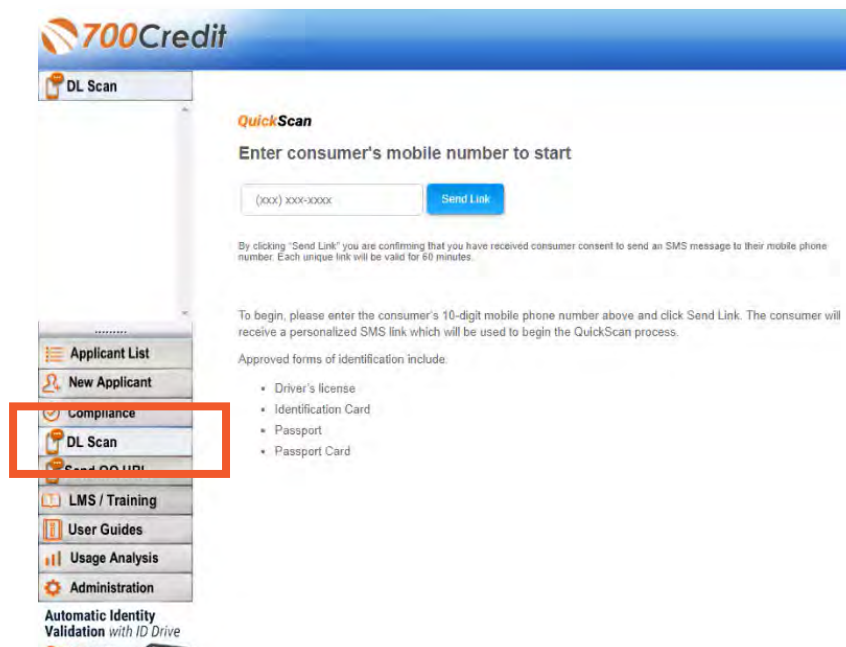 700Credit
DL Scan
QuickScan
Enter consumer's mobile number to start
(xxx) xxx-xxxx
Send Link
By clicking "Send Link" you are confirming that you have received consumer consent to send an SMS message to their mobile phone
number. Each unique link will be valid for 60 minutes.
To begin, please enter the consumer's 10-digit mobile phone number above and click Send Link. The consumer will
receive a personalized SMS link which will be used to begin the QuickScan process.
Approved forms of identification include:
Driver's license
Identification Card
Passport
Passport Card
Applicant List
New Applicant
Compliance
DL Scan
Send QQ URL
LMS / Training
User Guides
Usage Analysis
Administration
Automatic Identity
Validation with ID Drive